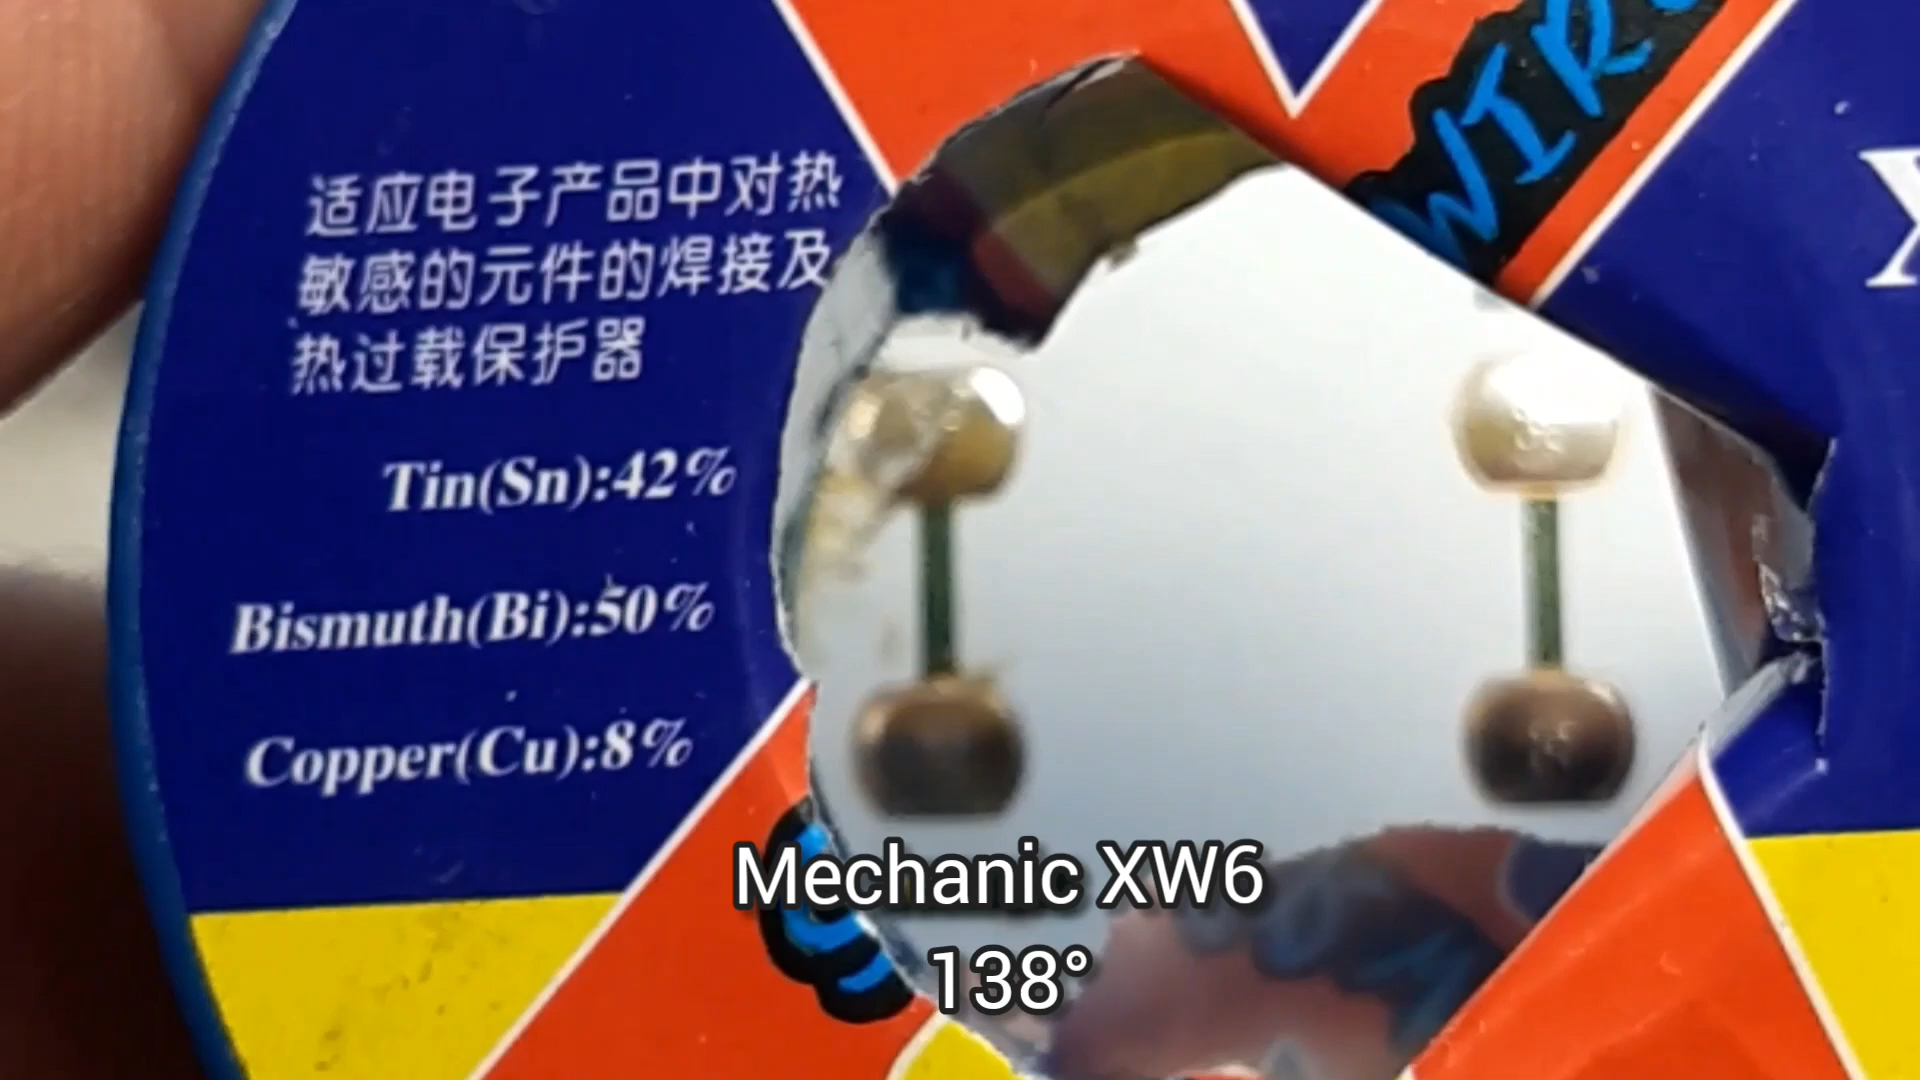 适应电子产品中对热
敏感的元件的焊接及
热过载保护器
Tin(Sn):42%
Bismuth(Bi):50%
Copper(Cu):8%
WIR
X
Mechanic XW6
138°